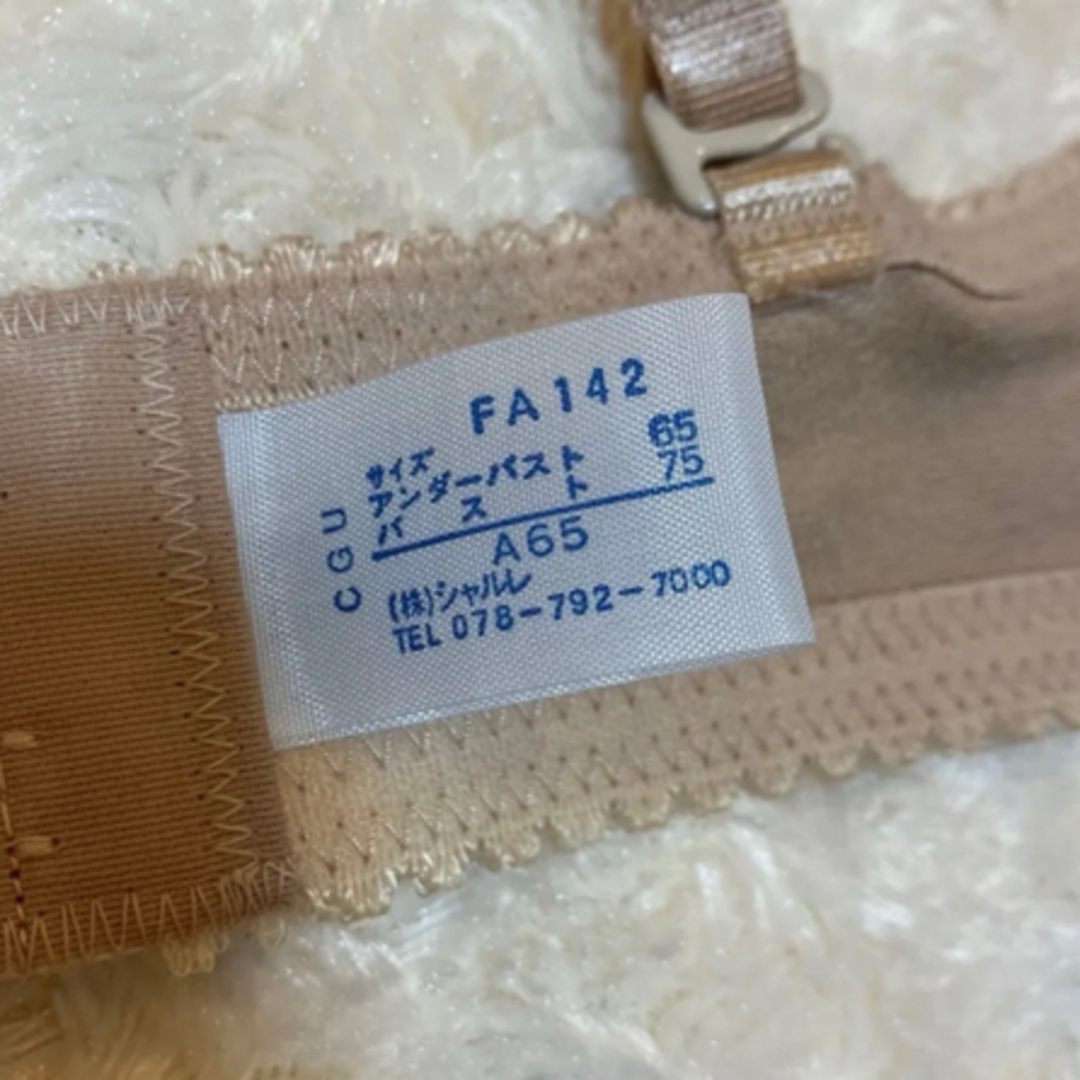 FA142
サイズ
アンダーバスト 65
バスト 75
A65
(株)シャルレ
TEL 078-792-7000
CGU